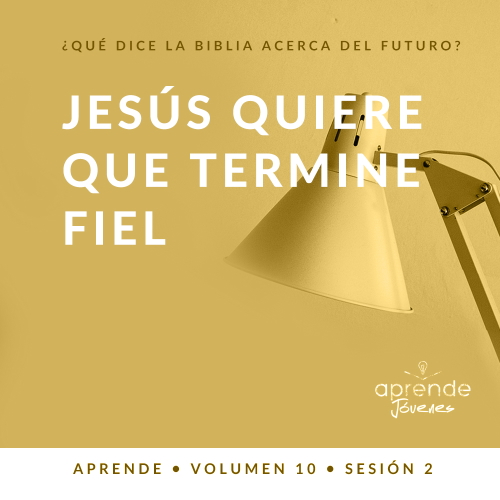 ¿QUÉ DICE LA BIBLIA ACERCA DEL FUTURO?
JESÚS QUIERE
QUE TERMINE
FIEL
aprende
Jóvenes
APRENDE • VOLUMEN 10 • SESIÓN 2